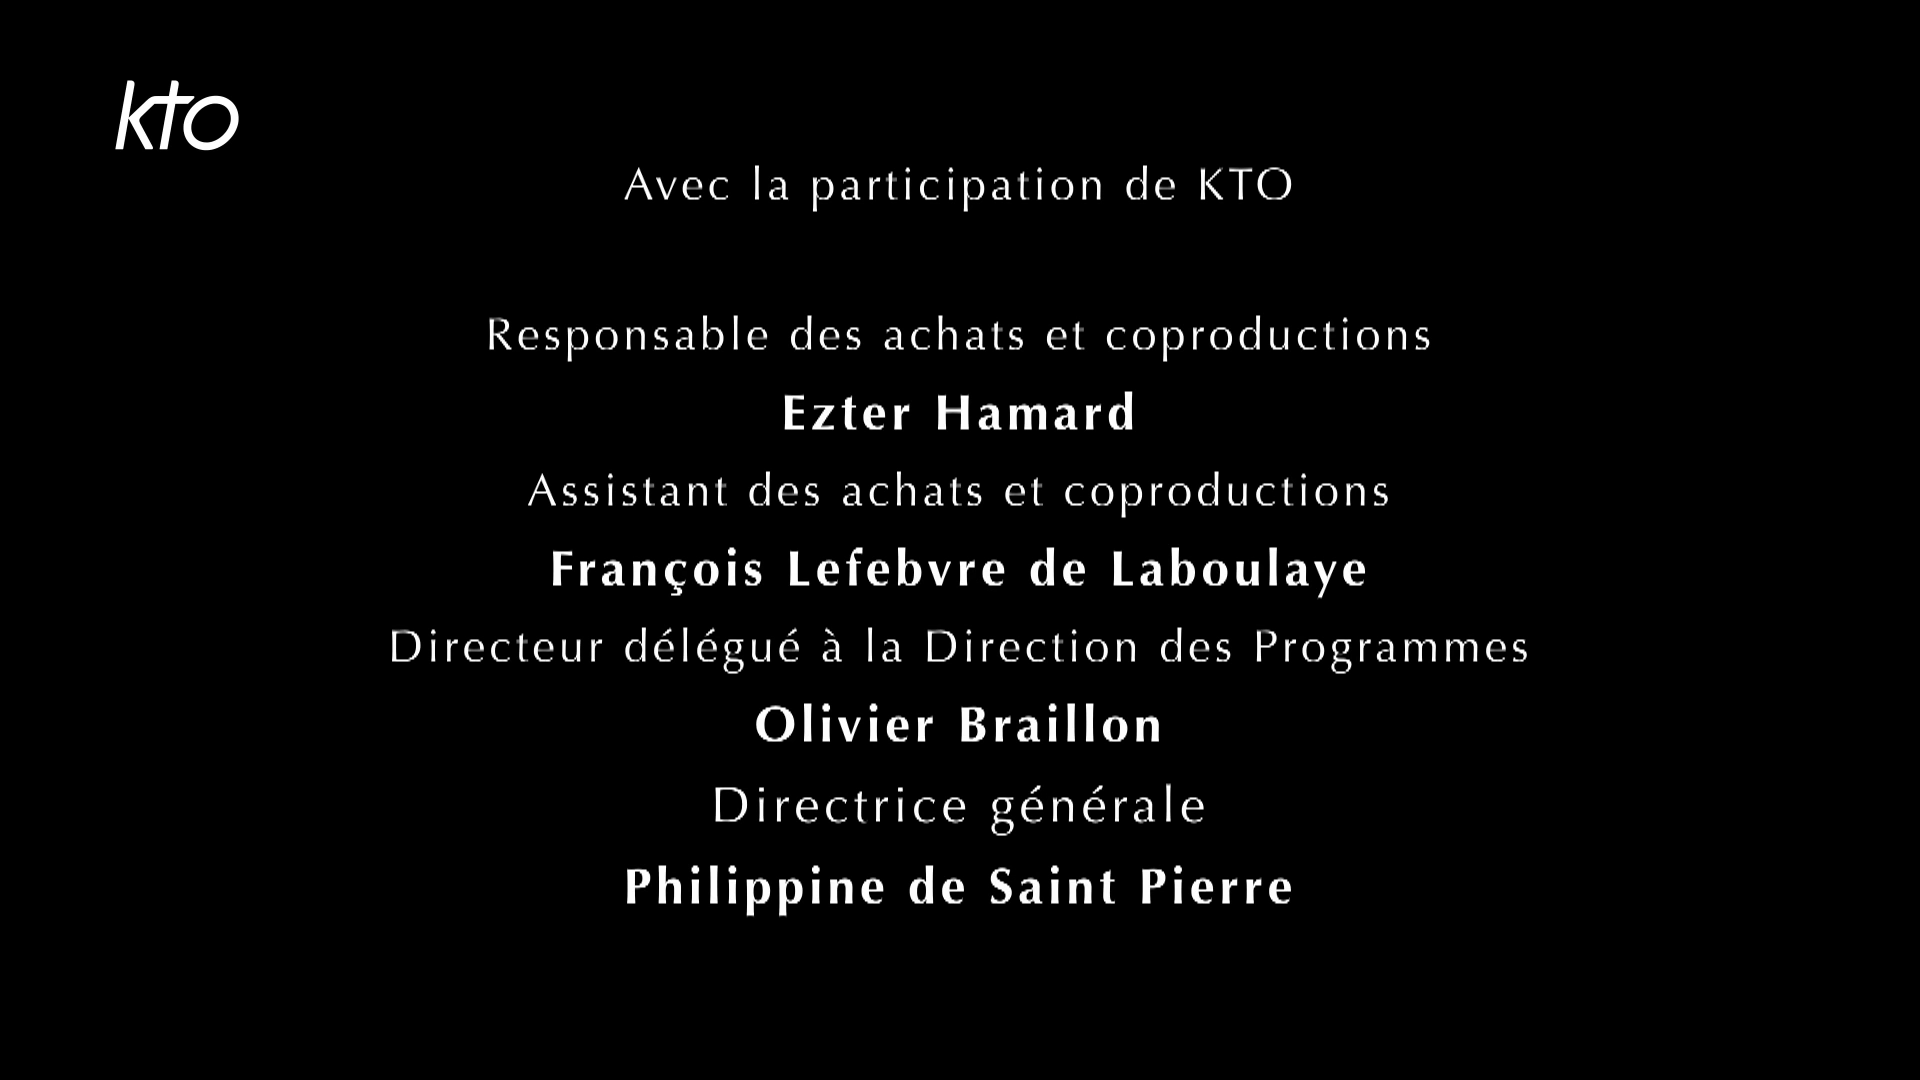 kto
Avec la participation de KTO
Responsable des achats et coproductions
Ezter Hamard
Assistant des achats et coproductions
François Lefebvre de Laboulaye
Directeur délégué à la Direction des Programmes
Olivier Braillon
Directrice générale
Philippine de Saint Pierre